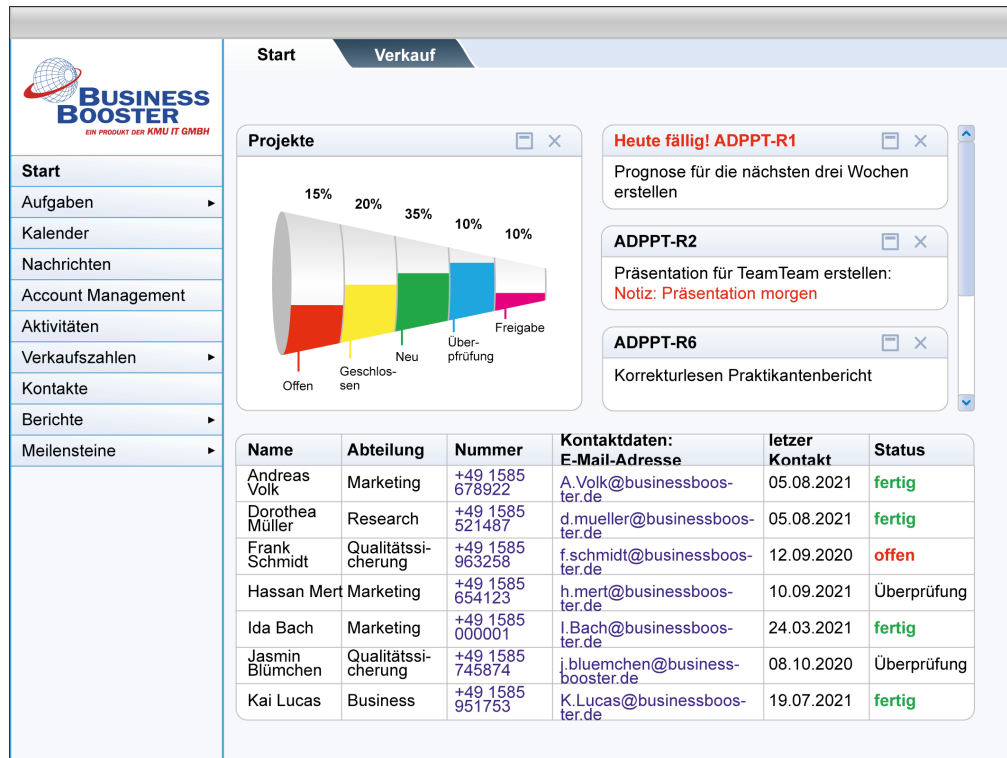 Start
Verkauf
BUSINESS
BOOSTER
EIN PRODUKT DER KMU IT GMBH
Start
Aufgaben
Kalender
Nachrichten
Account Management
Aktivitäten
Verkaufszahlen
Kontakte
Berichte
Meilensteine
Projekte
15%
20%
35%
10%
10%
Offen
Geschlos-
sen
Neu
Über-
prüfung
Freigabe
Heute fällig! ADPPT-R1
Prognose für die nächsten drei Wochen
erstellen
ADPPT-R2
Präsentation für TeamTeam erstellen:
Notiz: Präsentation morgen
ADPPT-R6
Korrekturlesen Praktikantenbericht
Name
Abteilung
Nummer
Kontaktdaten:
E-Mail-Adresse
letzer
Kontakt
Status
Andreas
Volk
Marketing
+49 1585
678922
A.Volk@businessboos-
ter.de
05.08.2021
fertig
Dorothea
Müller
Research
+49 1585
521487
d.mueller@businessboos-
ter.de
05.08.2021
fertig
Frank
Schmidt
Qualitätssi-
cherung
+49 1585
963258
f.schmidt@businessboos-
ter.de
12.09.2020
offen
Hassan Mert
Marketing
+49 1585
654123
h.mert@businessboos-
ter.de
10.09.2021
Überprüfung
Ida Bach
Marketing
+49 1585
000001
I.Bach@businessboos-
ter.de
24.03.2021
fertig
Jasmin
Blümchen
Qualitätssi-
cherung
+49 1585
745874
j.bluemchen@business-
booster.de
08.10.2020
Überprüfung
Kai Lucas
Business
+49 1585
951753
K.Lucas@businessboos-
ter.de
19.07.2021
fertig